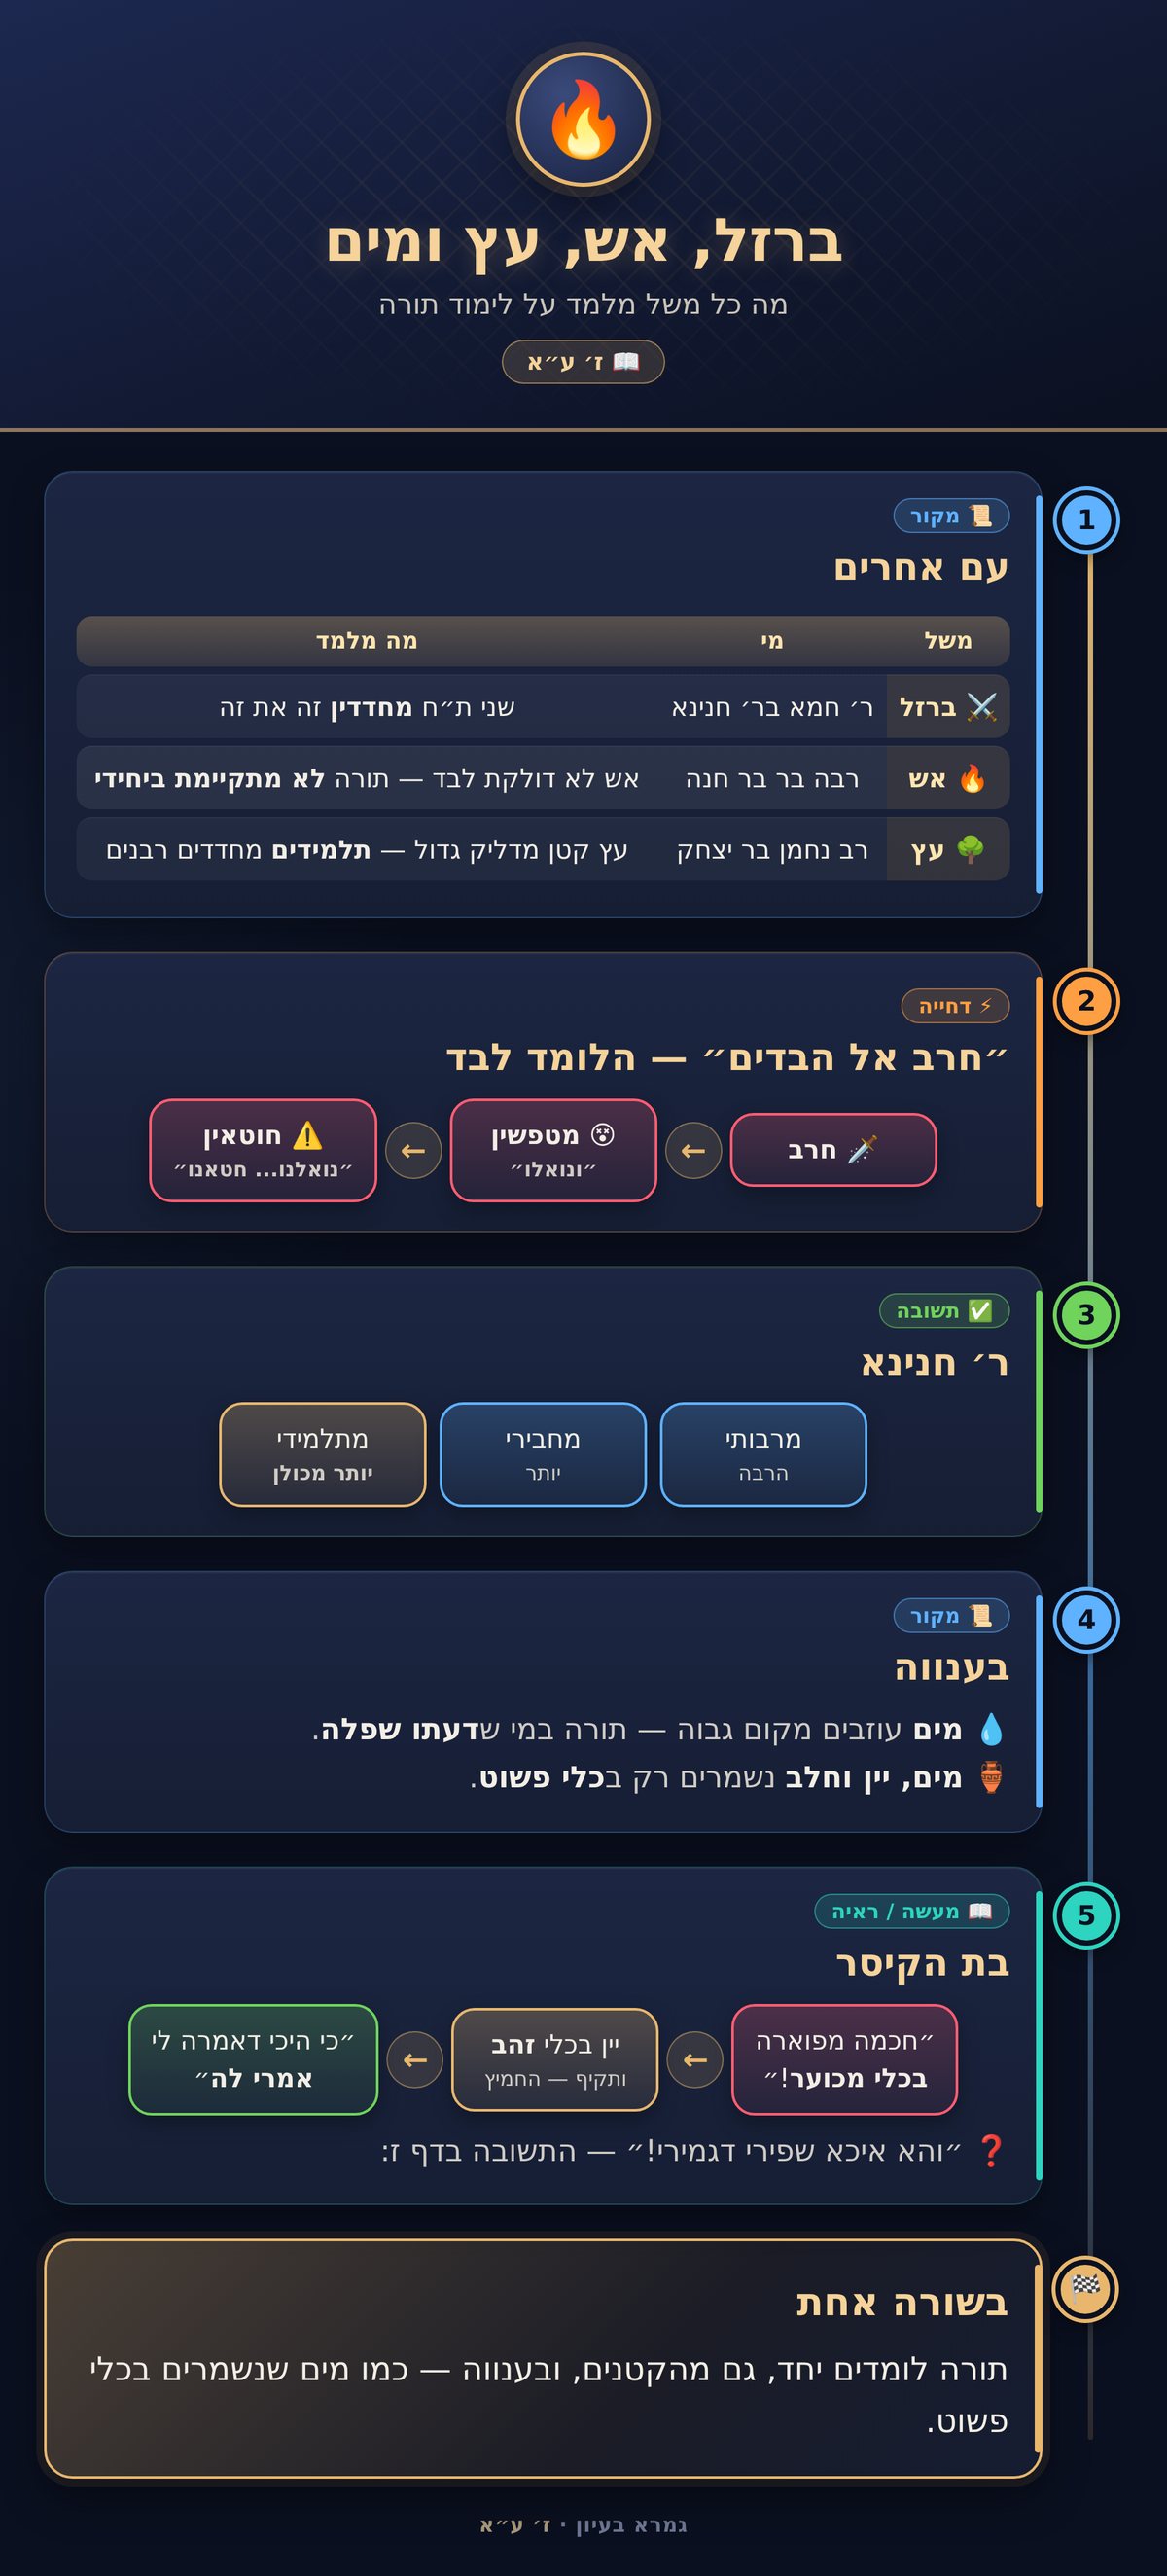 ברזל, אש, עץ ומים
מה כל משל מלמד על לימוד תורה
📖 ז׳ ע״א
1
📜 מקור
עם אחרים
משל מי מה מלמד
⚔️ ברזל ר׳ חמא בר׳ חנינא שני ת״ח מחדדין זה את זה
🔥 אש רבה בר בר חנה אש לא דולקת לבד — תורה לא מתקיימת ביחידי
🌳 עץ רב נחמן בר יצחק עץ קטן מדליק גדול — תלמידים מחדדים רבנים
2
⚡ דחייה
״חרב אל הבדים״ — הלומד לבד
🗡️ חרב ← 😵 מטפשין ← ⚠️ חוטאין
״ונואלו״ ״נואלנו... חטאנו״
3
✅ תשובה
ר׳ חנינא
מרבותי מחבירי מתלמידי
הרבה יותר יותר מכולן
4
📜 מקור
בענווה
💧 מים עוזבים מקום גבוה — תורה במי שדעתו שפלה.
🏺 מים, יין וחלב נשמרים רק בכלי פשוט.
5
📖 מעשה / ראיה
בת הקיסר
״חכמה מפוארה ← יין בכלי זהב ← ״כי היכי דאמרה לי
בכלי מכוער!״ ותקיף — החמיץ אמרי לה״
❓ ״והא איכא שפירי דגמירי!״ — התשובה בדף ז:
בשורה אחת
תורה לומדים יחד, גם מהקטנים, ובענווה — כמו מים שנשמרים בכלי
פשוט.
גמרא בעיון · ז׳ ע״א